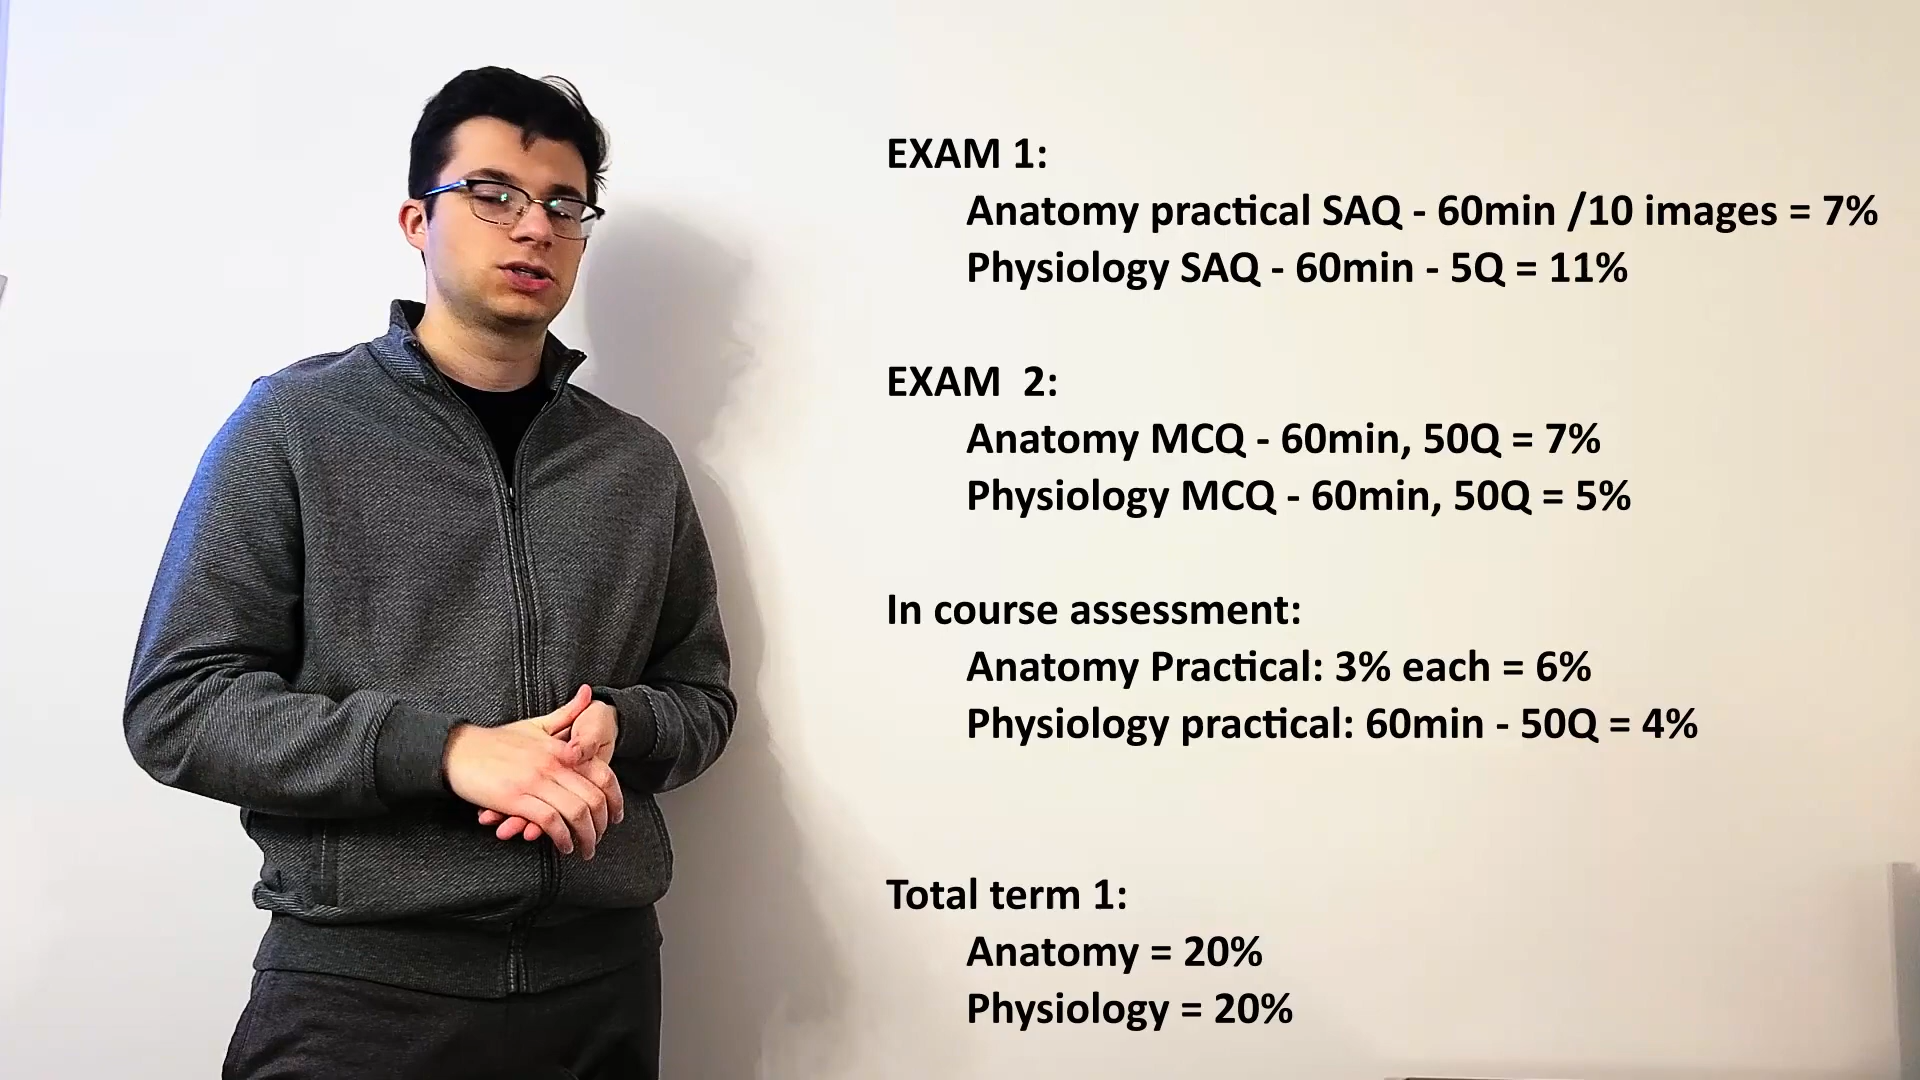 EXAM 1:
Anatomy practical SAQ - 60min /10 images = 7%
Physiology SAQ - 60min - 5Q = 11%
EXAM  2:
Anatomy MCQ - 60min, 50Q = 7%
Physiology MCQ - 60min, 50Q = 5%
In course assessment:
Anatomy Practical: 3% each = 6%
Physiology practical: 60min - 50Q = 4%
Total term 1:
Anatomy = 20%
Physiology = 20%